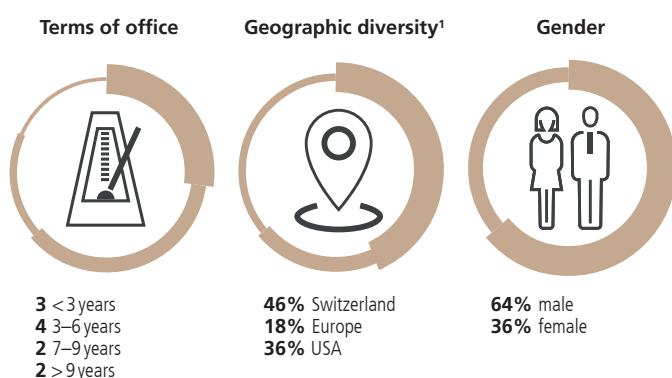 Terms of office
3 < 3 years
4 3–6 years
2 7–9 years
2 > 9 years
Geographic diversity¹
46% Switzerland
18% Europe
36% USA
Gender
64% male
36% female